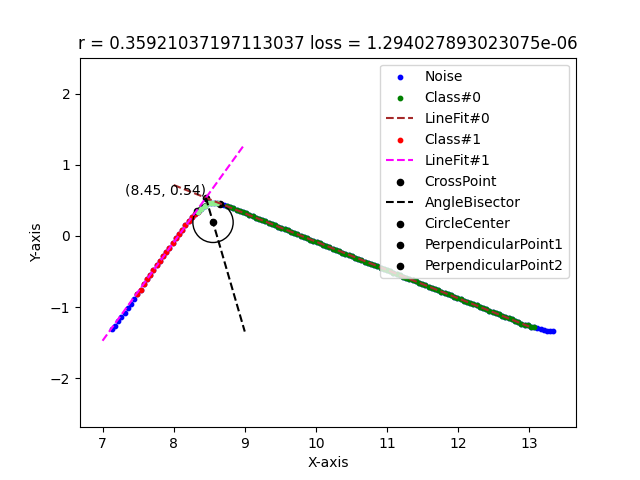 r = 0.35921037197113037 loss = 1.294027893023075e-06
Noise
Class#0
LineFit#0
Class#1
LineFit#1
CrossPoint
AngleBisector
CircleCenter
PerpendicularPoint1
PerpendicularPoint2
(8.45, 0.54)
2
1
0
−1
−2
Y-axis
7 8 9 10 11 12 13
X-axis